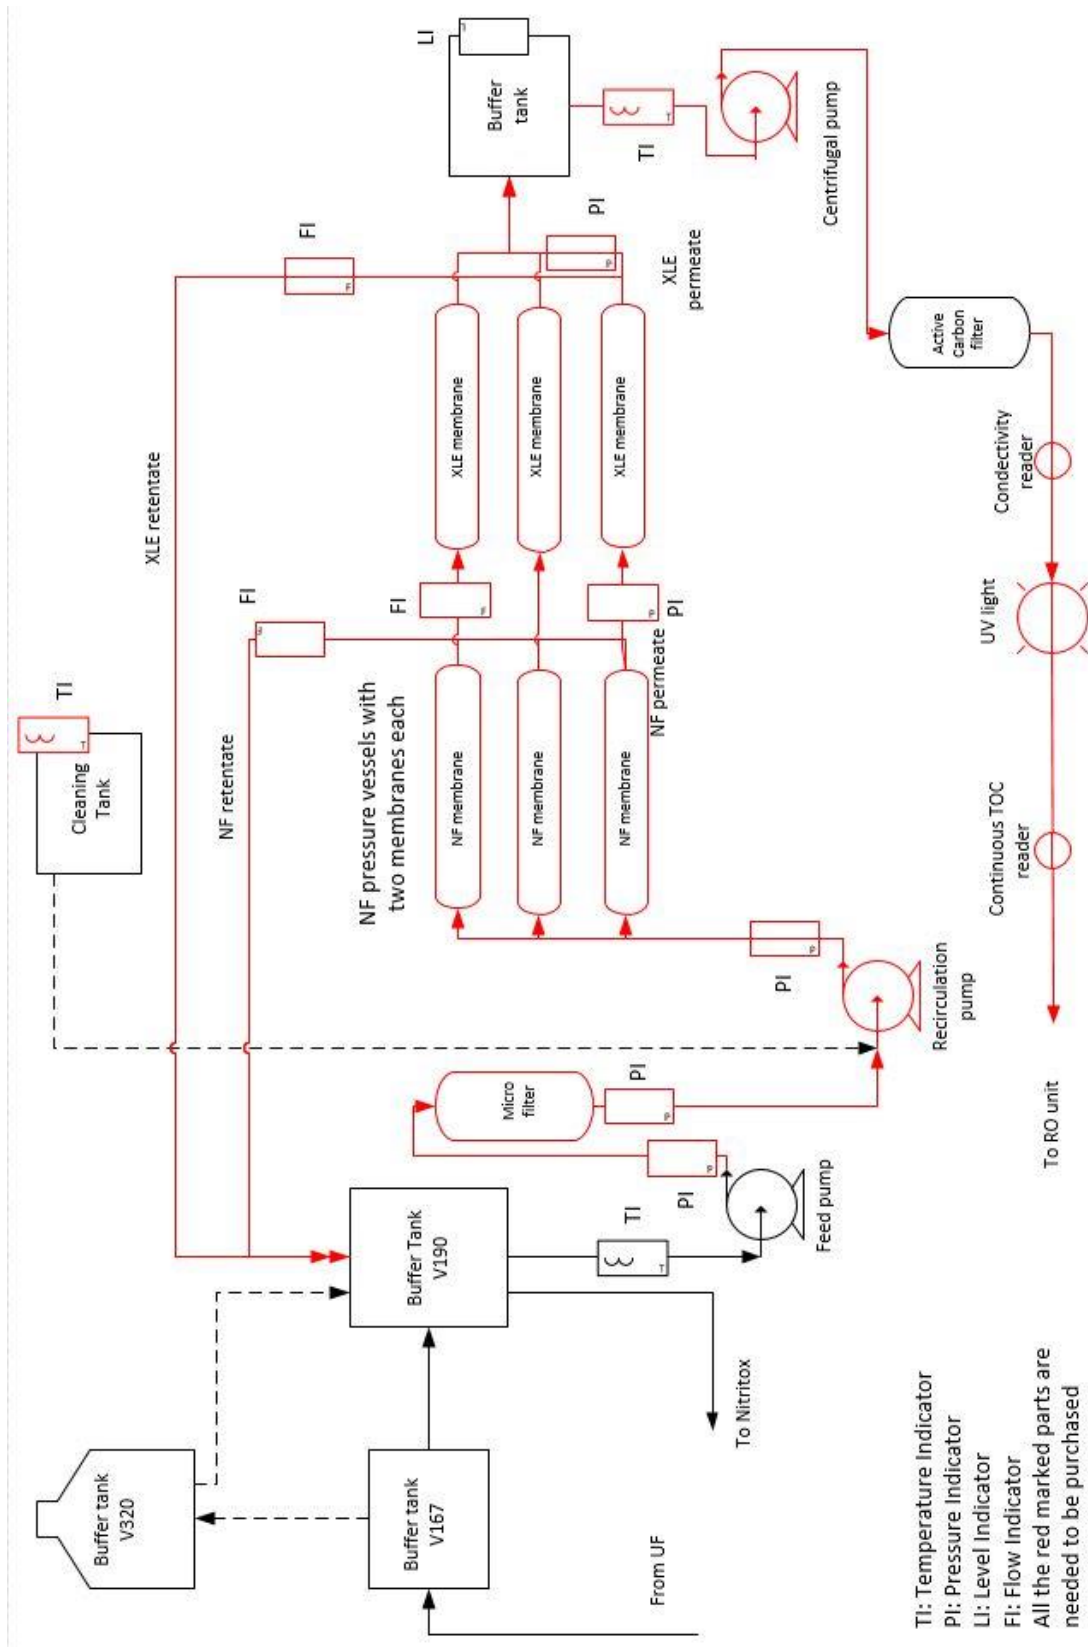 Buffer tank
V320
Buffer tank
V167
From UF
Buffer Tank
V190
To Nitritox
TI
Feed pump
PI
Micro
filter
PI
Recirculation
pump
PI
Cleaning
Tank
TI
T
XLE retentate
NF retentate
FI
FI
NF pressure vessels with
two membranes each
NF membrane
NF membrane
NF membrane
NF permeate
FI
F
PI
P
XLE membrane
XLE membrane
XLE membrane
XLE
permeate
PI
P
F
LI
Buffer
tank
TI
T
Centrifugal pump
Active
Carbon
filter
Condectivity
reader
UV light
Continuous TOC
reader
To RO unit
T
P
P
P
TI: Temperature Indicator
PI: Pressure Indicator
LI: Level Indicator
FI: Flow Indicator
All the red marked parts are
needed to be purchased